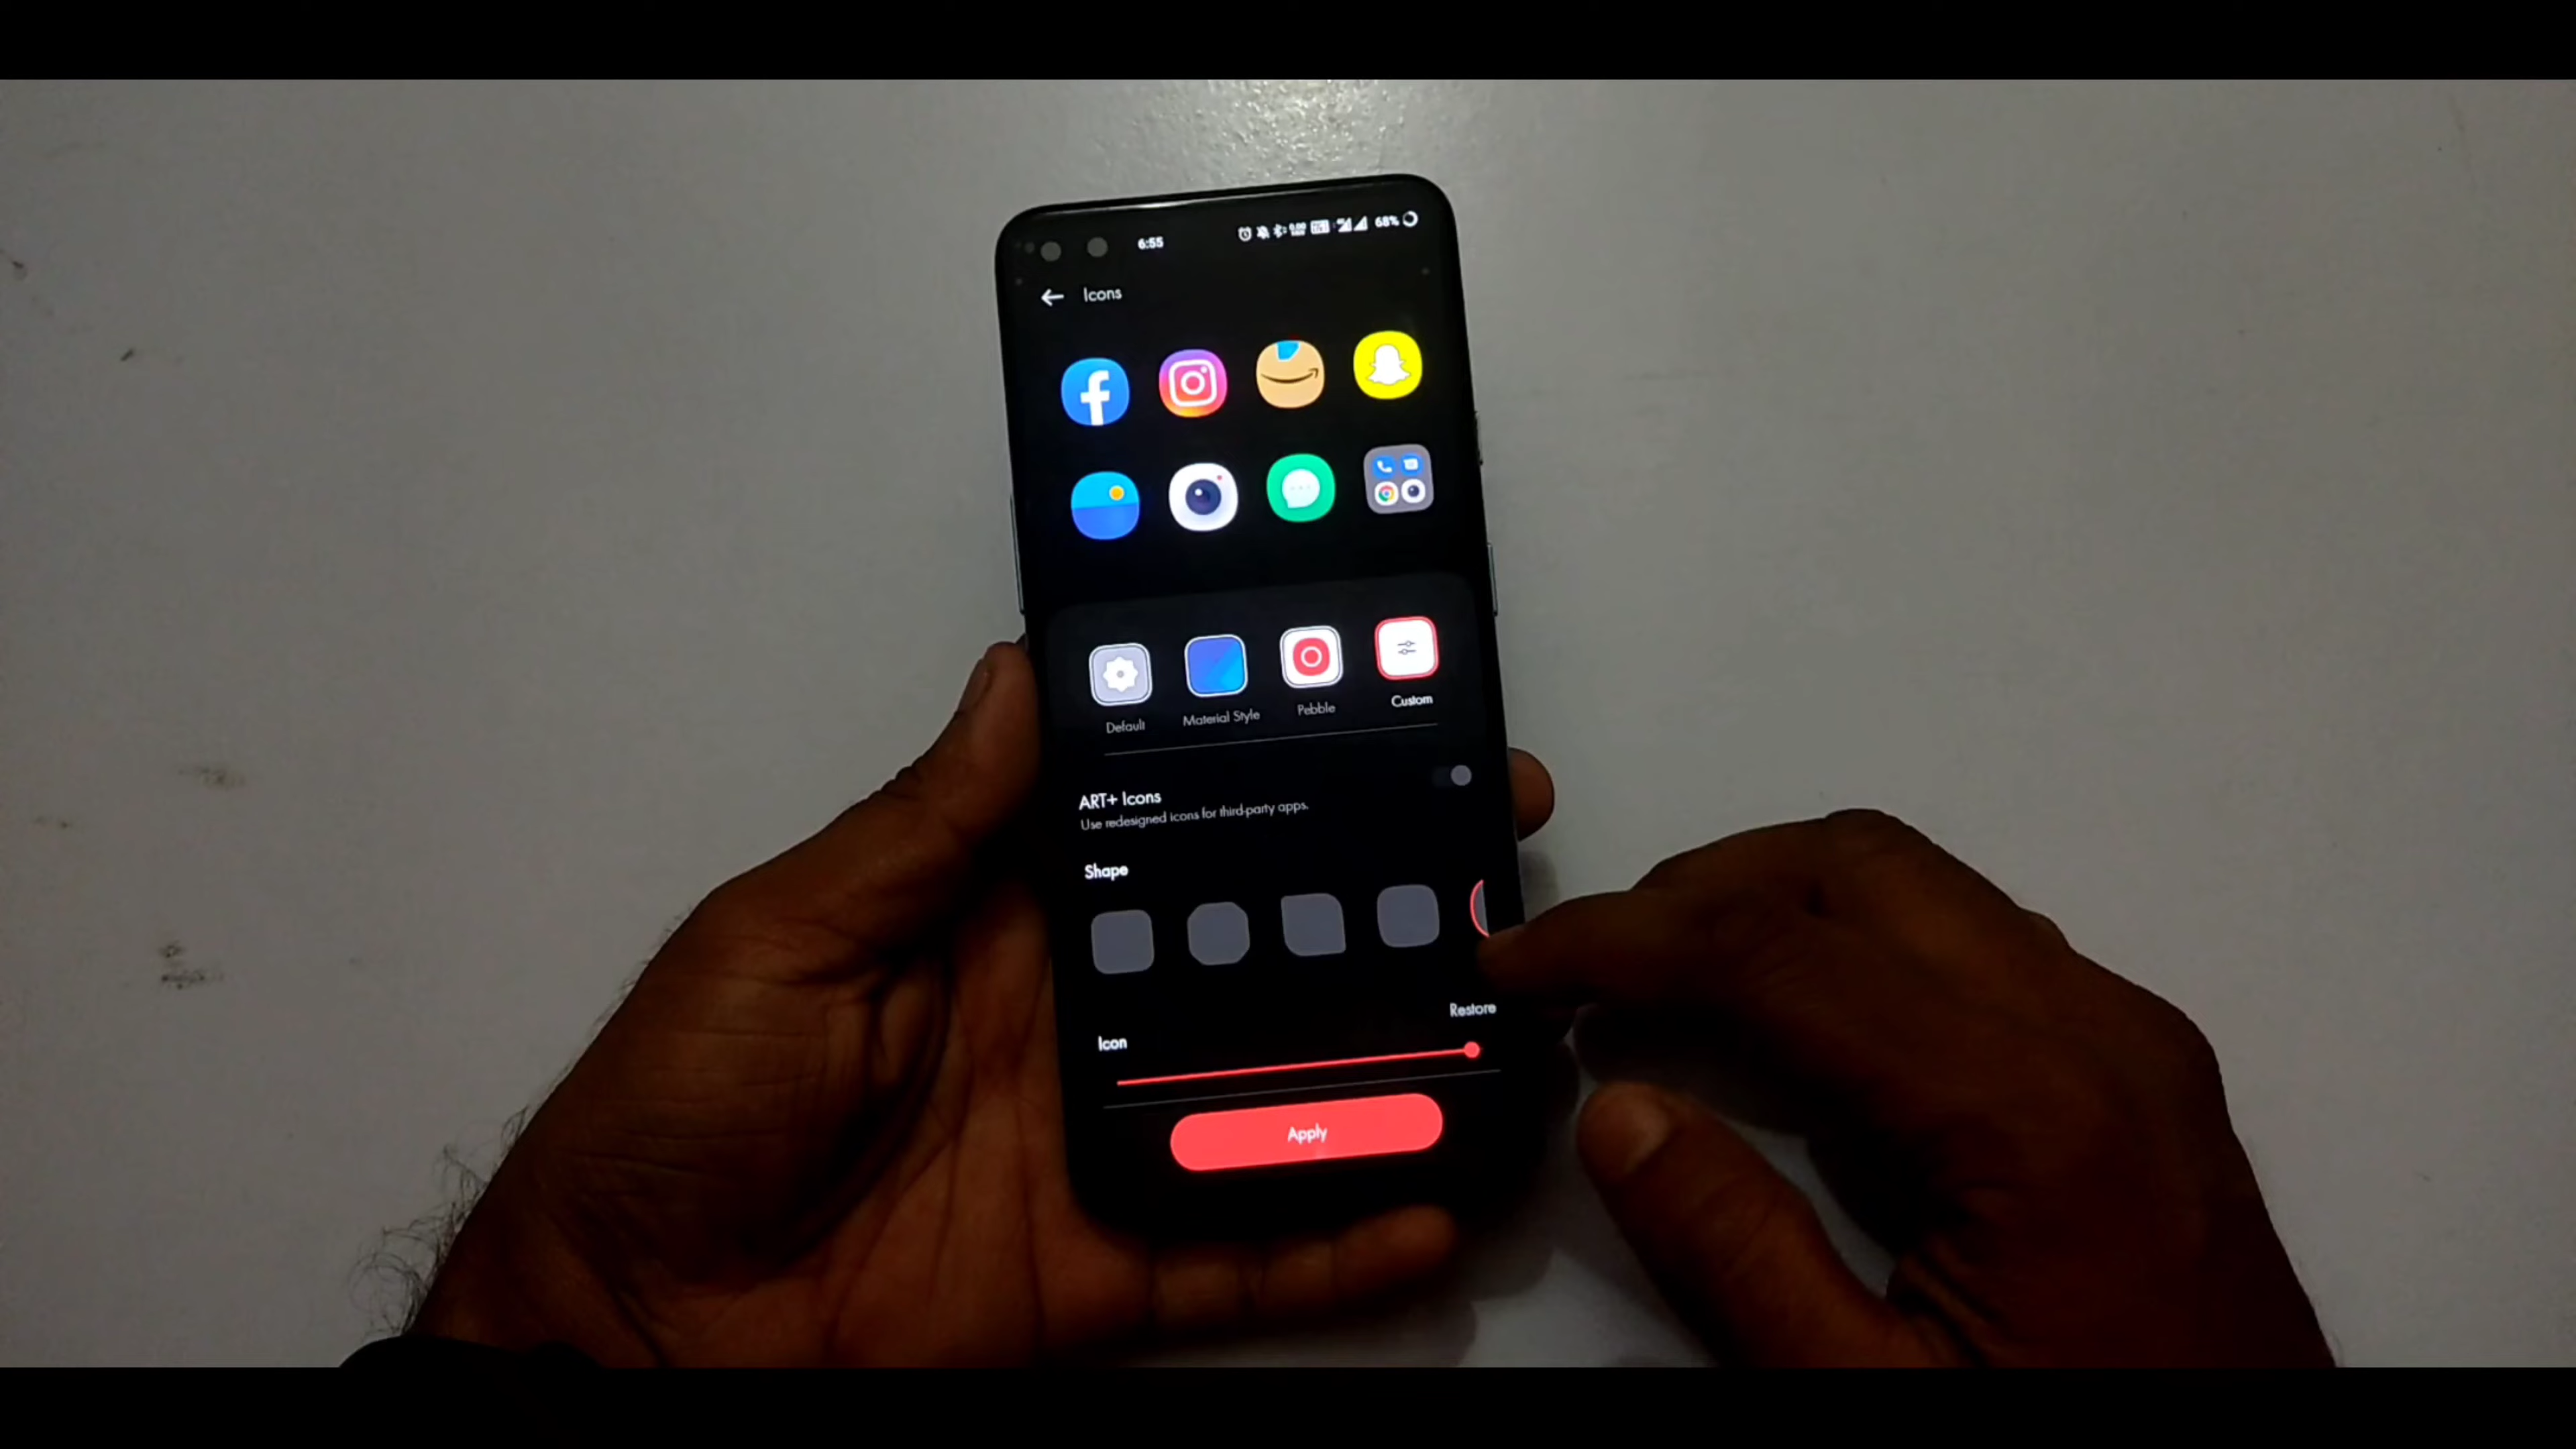 6:55 68%
Icons
Default Material Style Pebble Custom
ART+ Icons
Use redesigned icons for third-party apps.
Shape
Restore
Icon
Apply